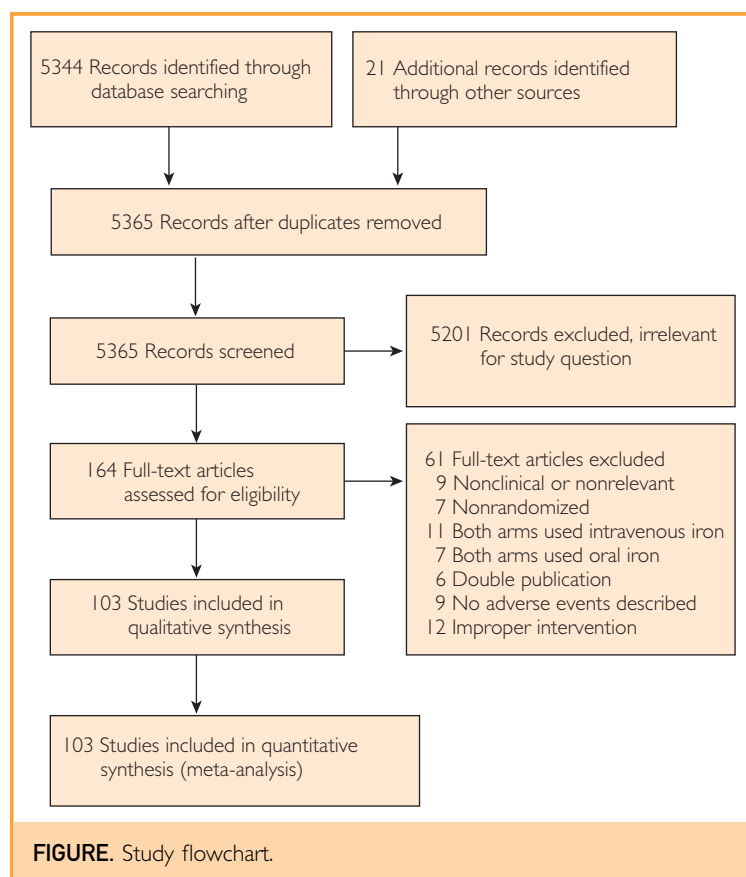 5344 Records identified through
database searching
21 Additional records identified
through other sources
5365 Records after duplicates removed
5365 Records screened
5201 Records excluded, irrelevant
for study question
164 Full-text articles
assessed for eligibility
61 Full-text articles excluded
9 Nonclinical or nonrelevant
7 Nonrandomized
11 Both arms used intravenous iron
7 Both arms used oral iron
6 Double publication
9 No adverse events described
12 Improper intervention
103 Studies included in
qualitative synthesis
103 Studies included in quantitative
synthesis (meta-analysis)
FIGURE. Study flowchart.